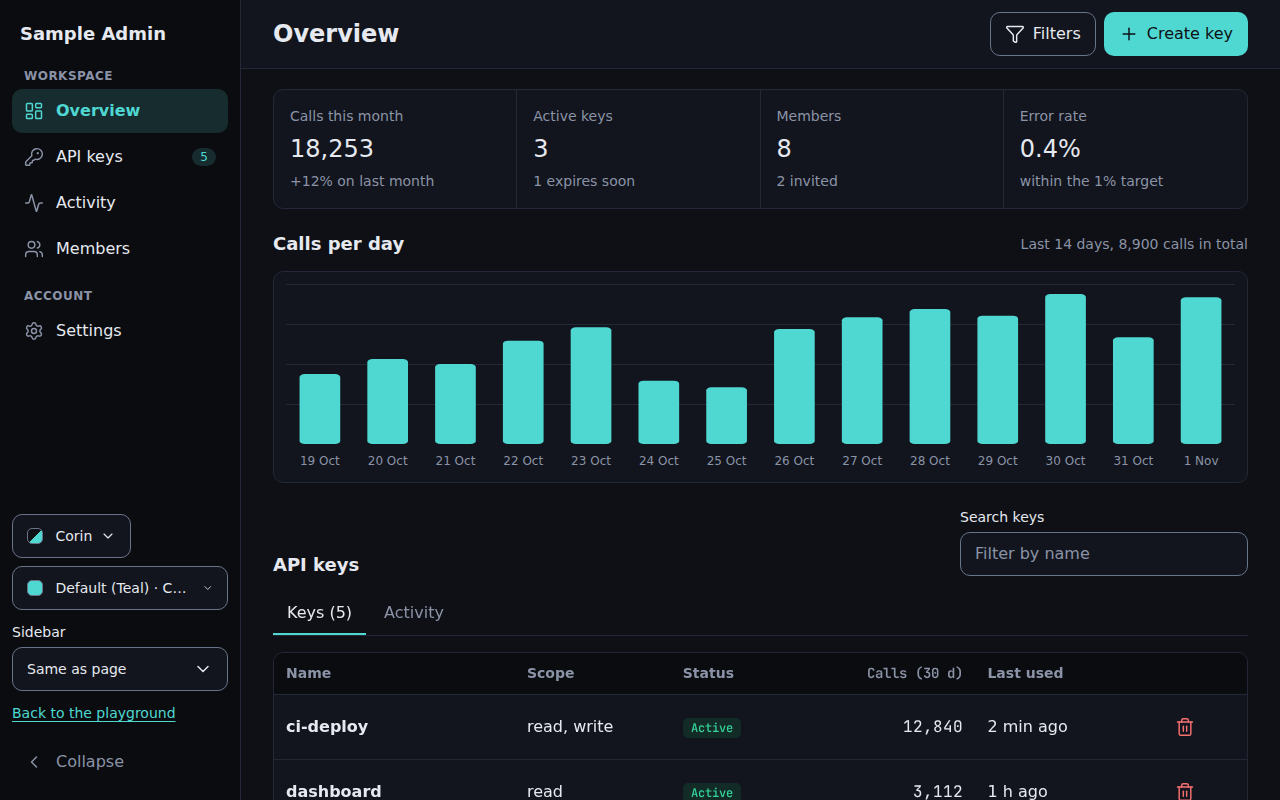 Sample Admin
WORKSPACE
Overview
API keys
5
Activity
Members
ACCOUNT
Settings
Corin
Default (Teal) · C...
Sidebar
Same as page
Back to the playground
Collapse
Overview
Filters
Create key
Calls this month
18,253
+12% on last month
Active keys
3
1 expires soon
Members
8
2 invited
Error rate
0.4%
within the 1% target
Calls per day
Last 14 days, 8,900 calls in total
19 Oct
20 Oct
21 Oct
22 Oct
23 Oct
24 Oct
25 Oct
26 Oct
27 Oct
28 Oct
29 Oct
30 Oct
31 Oct
1 Nov
API keys
Search keys
Filter by name
Keys (5)
Activity
Name Scope Status Calls (30 d) Last used
ci-deploy read, write Active 12,840 2 min ago
dashboard read Active 3,112 1 h ago